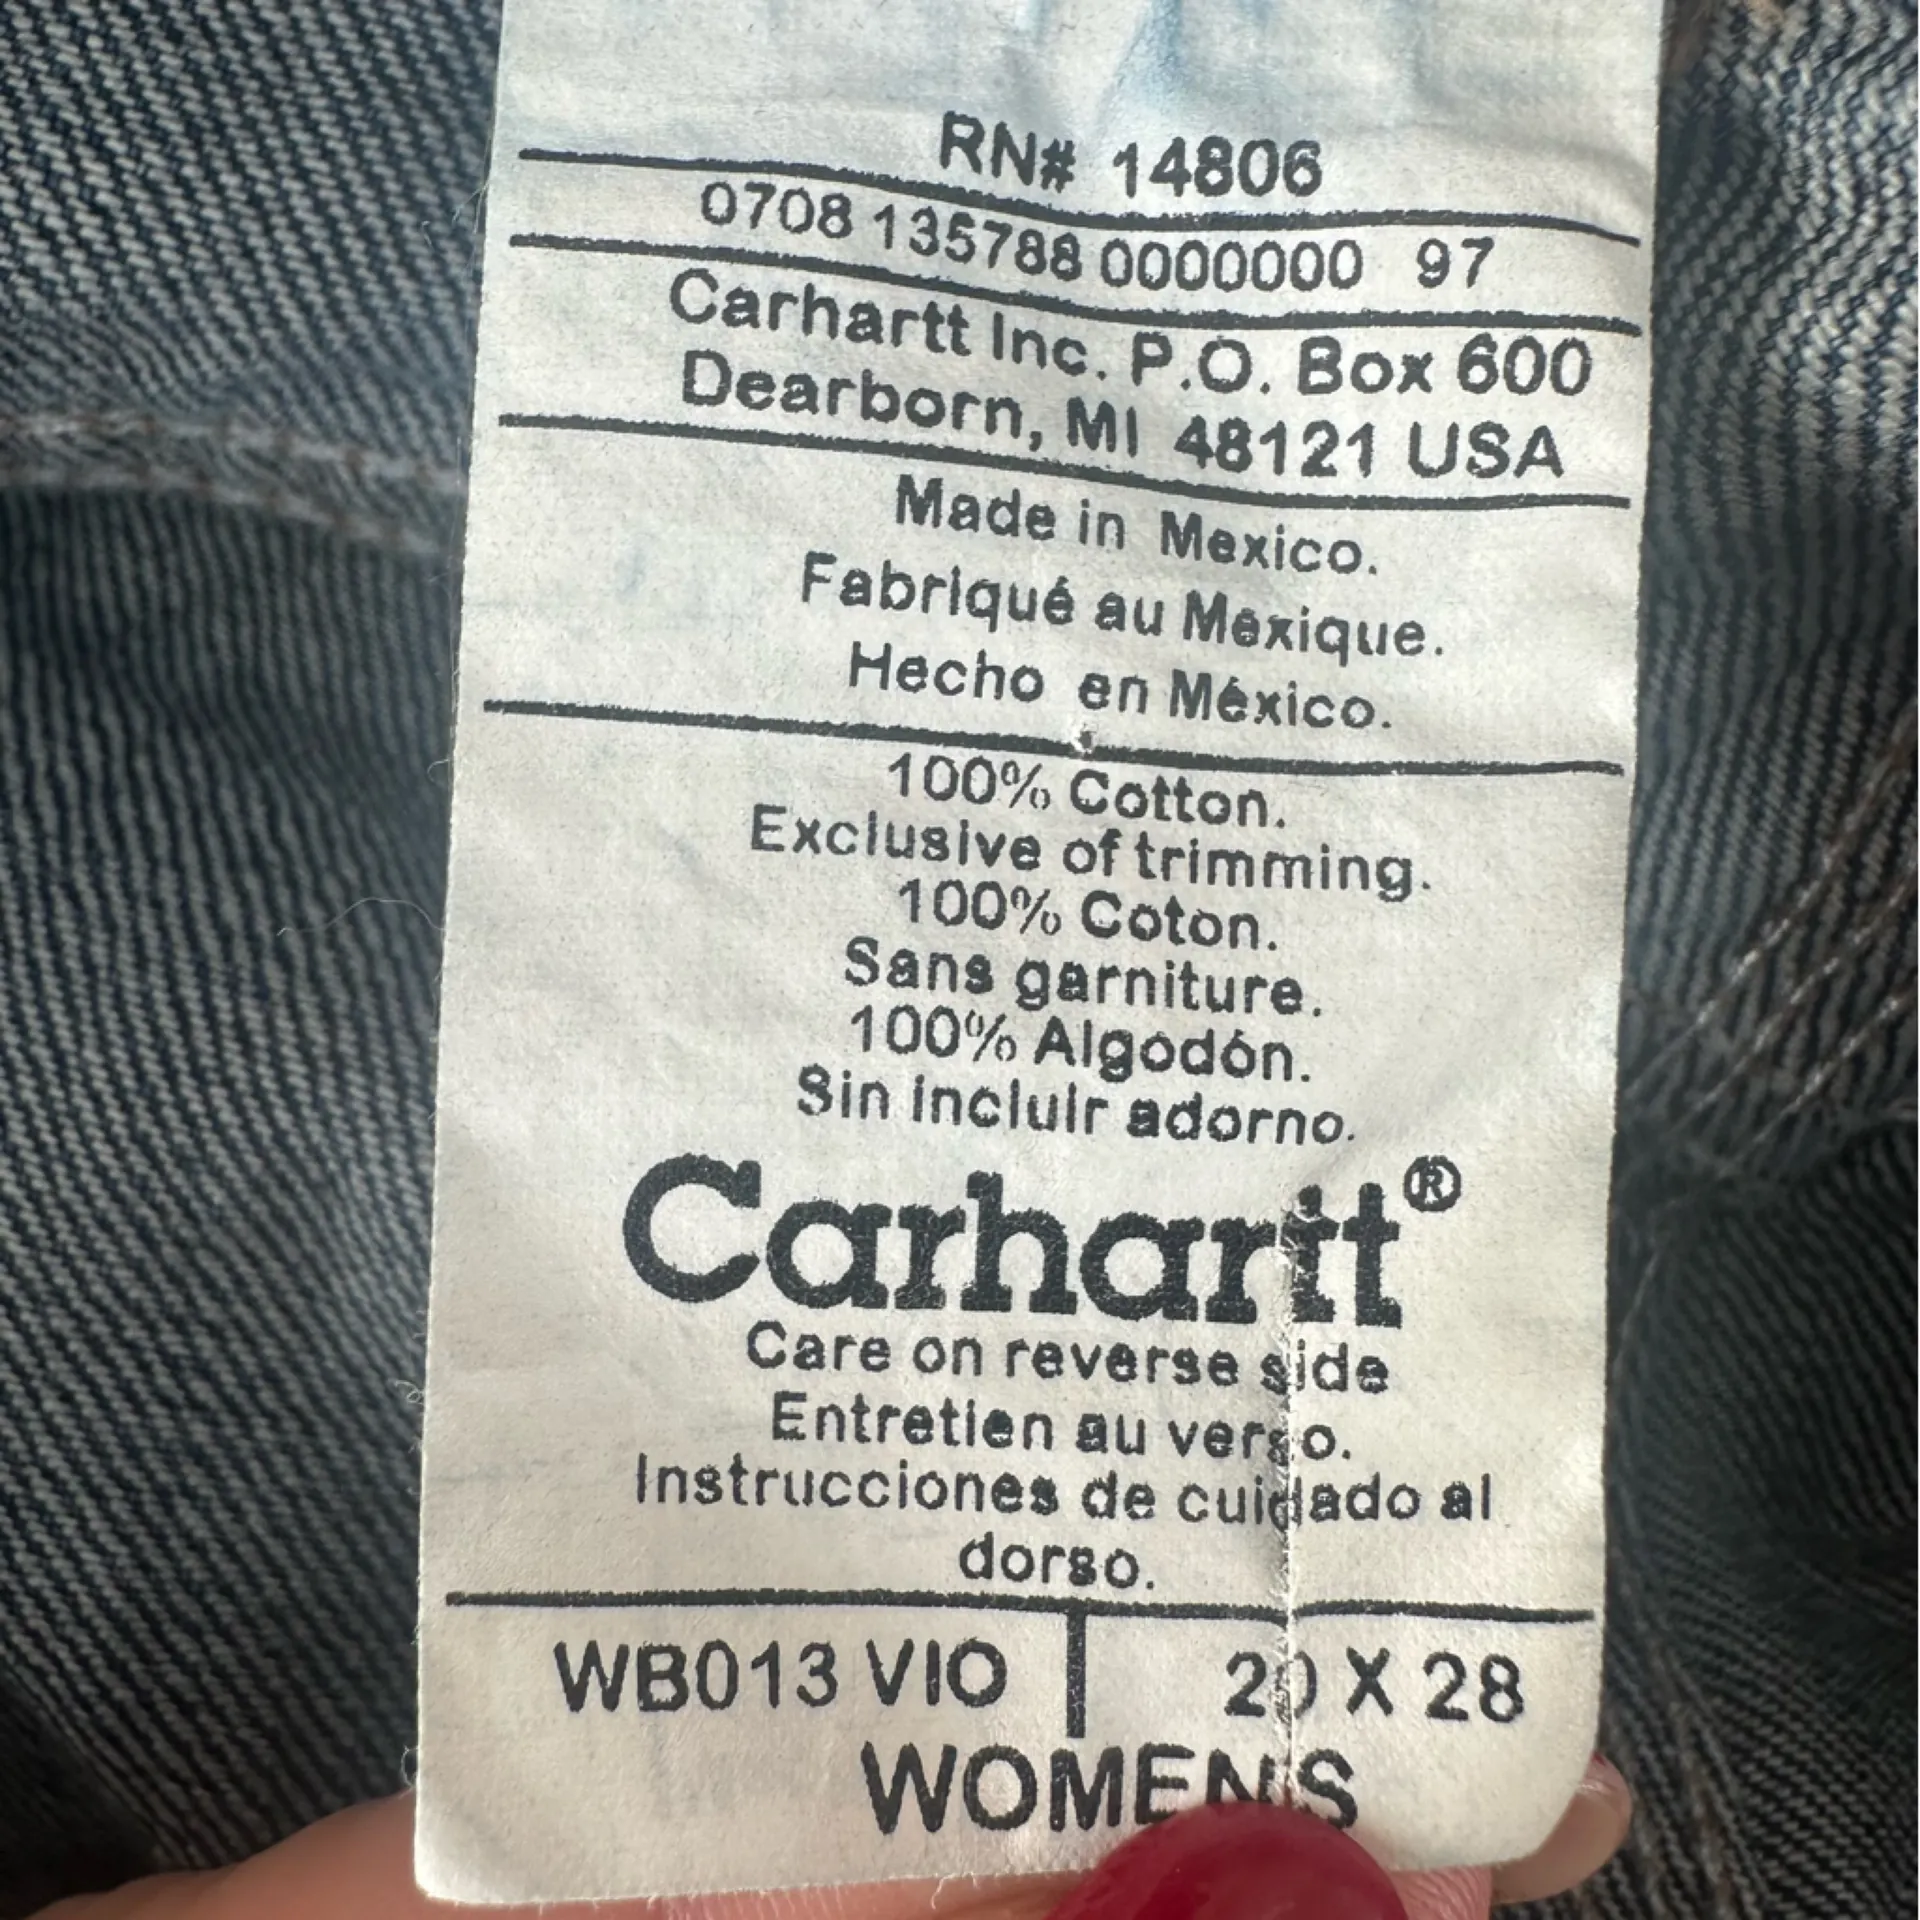 RN# 14806
0708 135788 0000000 97
Carhartt Inc. P.O. Box 600
Dearborn, MI 48121 USA
Made in Mexico.
Fabriqué au Mexique.
Hecho en México.
100% Cotton.
Exclusive of trimming.
100% Coton.
Sans garniture.
100% Algodón.
Sin incluir adorno.
Carhartt®
Care on reverse side
Entretien au verso.
Instrucciones de cuidado al
dorso.
WB013 VIO | 20 X 28
WOMENS